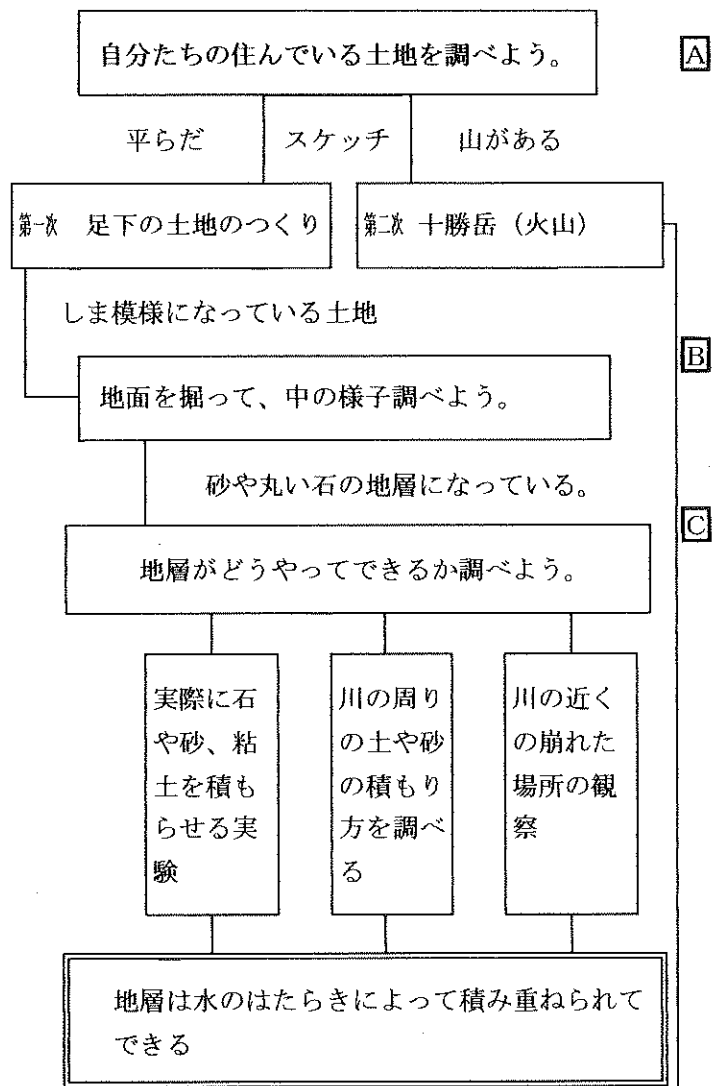 自分たちの住んでいる土地を調べよう。
A
平らだ
スケッチ
山がある
第一次 足下の土地のつくり
第二次 十勝岳(火山)
しま模様になっている土地
B
地面を掘って、中の様子調べよう。
砂や丸い石の地層になっている。
C
地層がどうやってできるか調べよう。
実際に石
や砂、粘
土を積も
らせる実
験
川の周り
の土や砂
の積もり
方を調べ
る
川の近く
の崩れた
場所の観
察
地層は水のはたらきによって積み重ねられて
できる